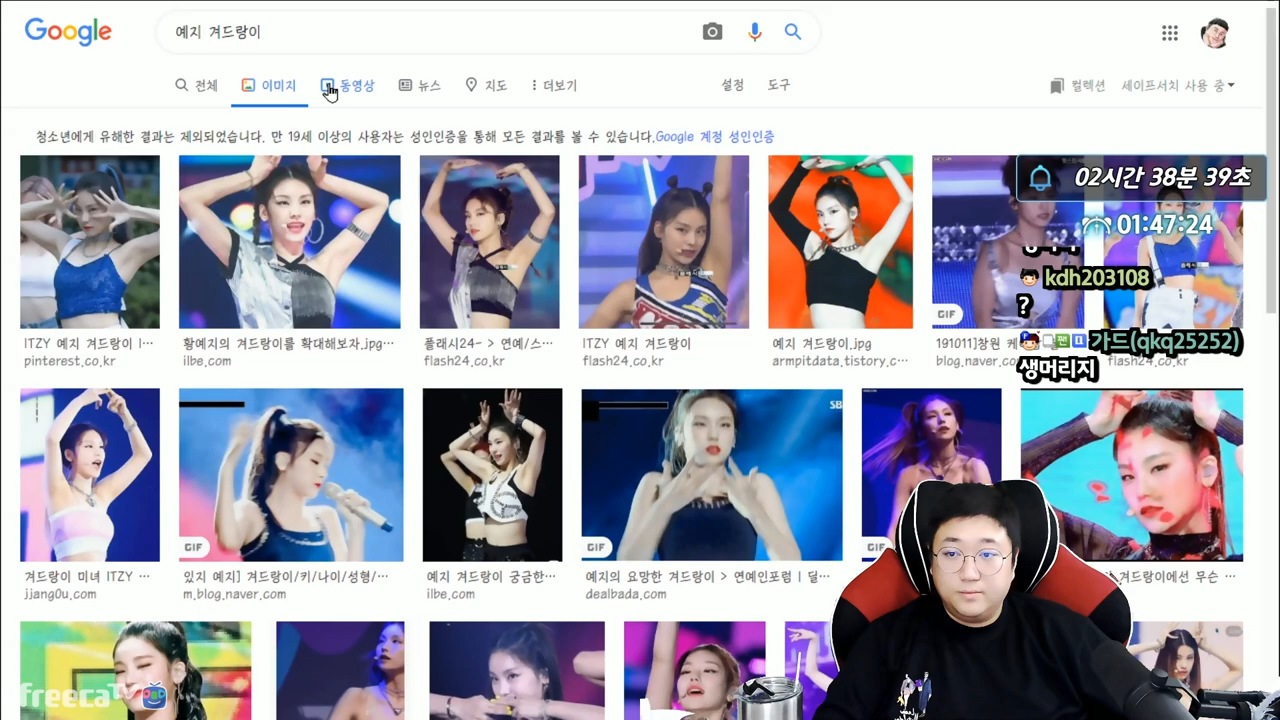 Google
예지 겨드랑이
전체
이미지
동영상
뉴스
지도
더보기
설정
도구
컬렉션
세이프서치 사용 중
청소년에게 유해한 결과는 제외되었습니다. 만 19세 이상의 사용자는 성인인증을 통해 모든 결과를 볼 수 있습니다.Google 계정 성인인증
02시간 38분 39초
01:47:24
kdh203108
?
가드(qkq25252)
생머리지
GIF
ITZY 예지 겨드랑이 |...
pinterest.co.kr
황예지의 겨드랑이를 확대해
ilbe.com
플래시24- > 연예/스...
flash24.co.kr
ITZY 예지 겨드랑이
flash24.co.kr
예지 겨드랑이.jpg
armpitdata.tistory.c...
191011]창원 케
blog.naver.co
flash24.co.kr
SB
GIF
GIF
GIF
겨드랑이 미녀 ITZY ...
jjang0u.com
있지 예지] 겨드랑이/키/나이/성형/...
m.blog.naver.com
예지 겨드랑이 궁금한...
ilbe.com
예지의 요망한 겨드랑이 > 연예인포럼 | 딜...
dealbada.com
겨드랑이에선 무슨 ...
freeca